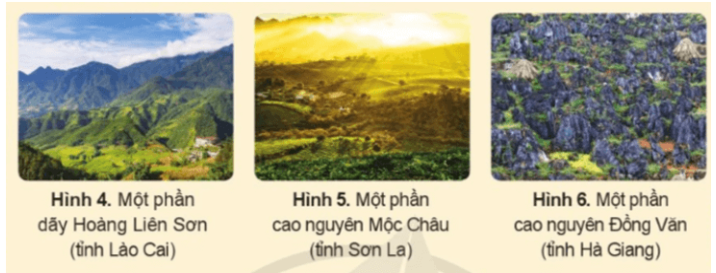 Hình 4. Một phần
dãy Hoàng Liên Sơn
(tỉnh Lào Cai)
Hình 5. Một phần
cao nguyên Mộc Châu
(tỉnh Sơn La)
Hình 6. Một phần
cao nguyên Đồng Văn
(tỉnh Hà Giang)